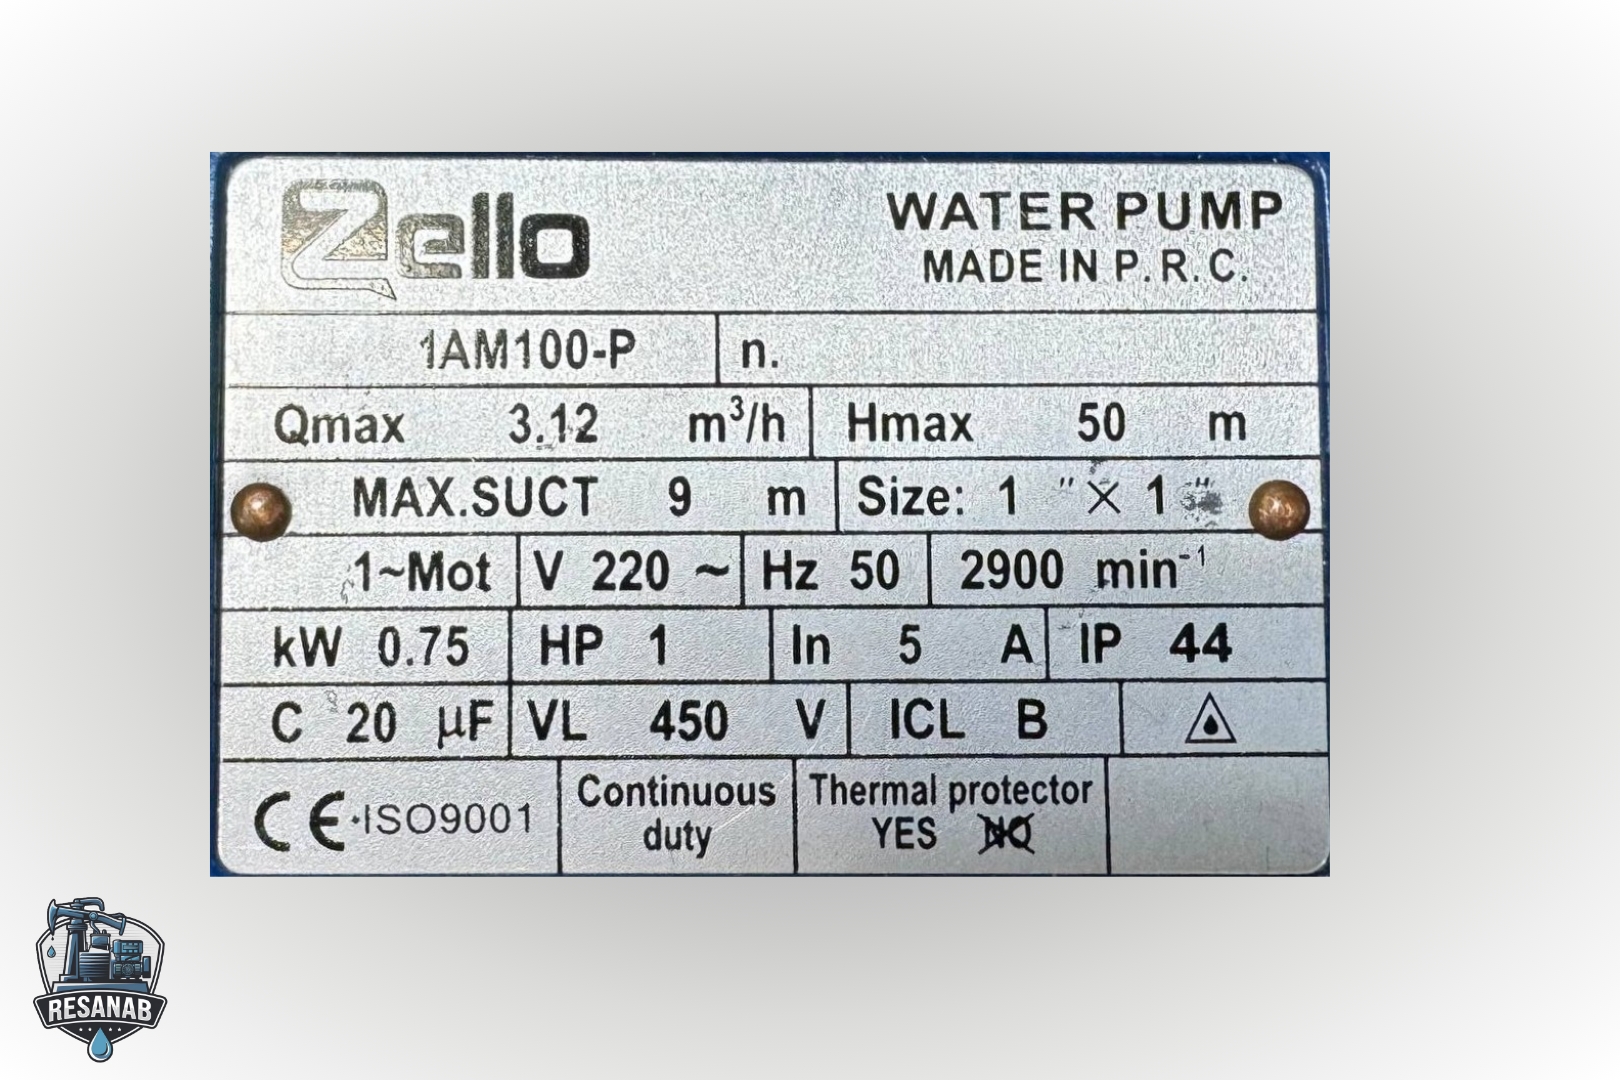 Zello
WATER PUMP
MADE IN P.R.C.
1AM100-P n.
Qmax 3.12 m³/h Hmax 50 m
MAX.SUCT 9 m Size: 1 " × 1 "
1~Mot V 220 ~ Hz 50 2900 min⁻¹
kW 0.75 HP 1 In 5 A IP 44
C 20 µF VL 450 V ICL B
CE·ISO9001
Continuous
duty
Thermal protector
YES NO
RESANAB